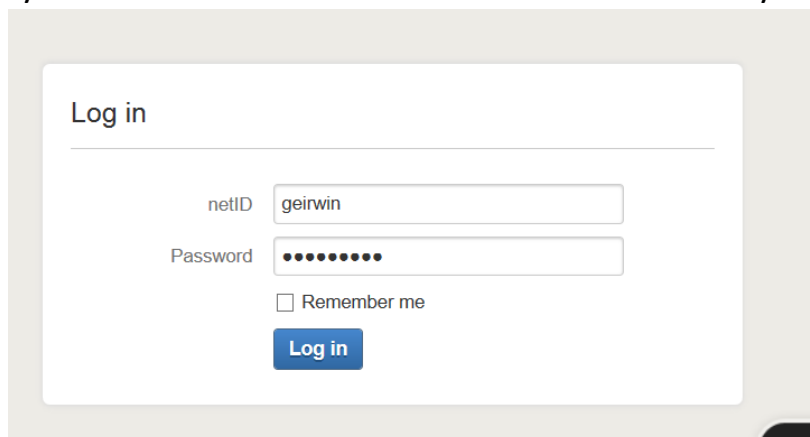 Log in
netID geirwin
Password •••••••••
Remember me
Log in